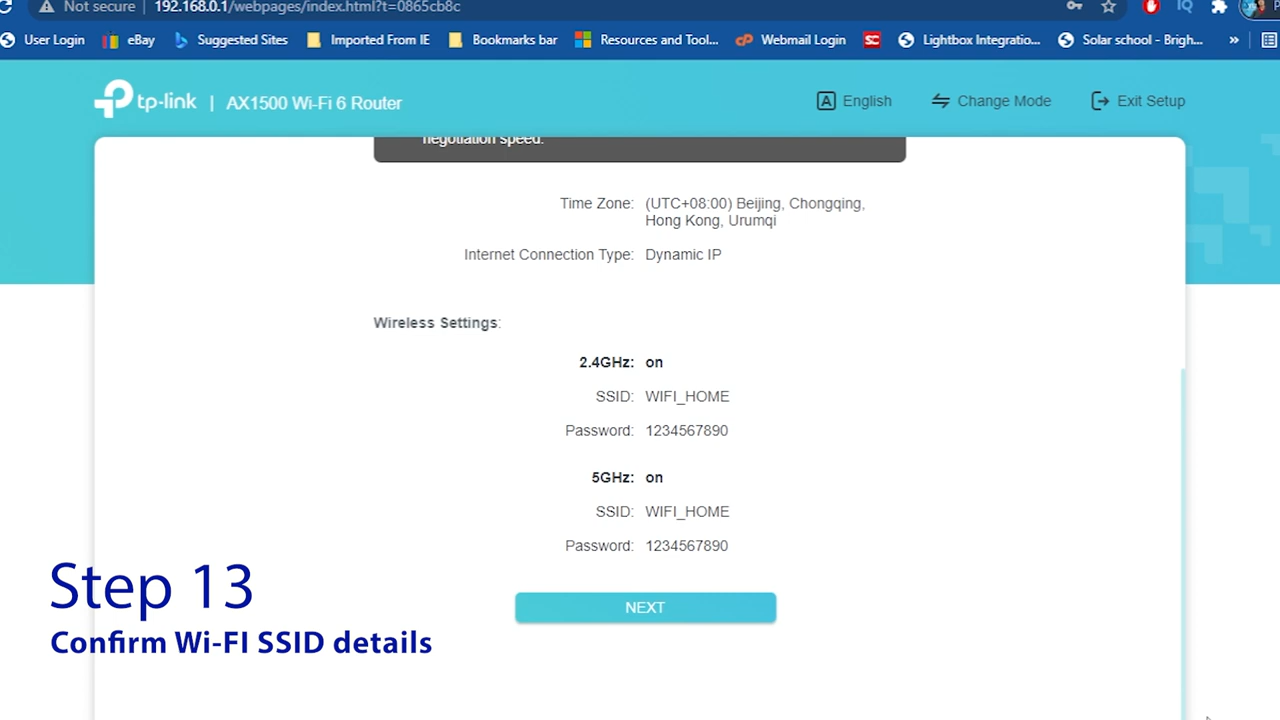 Not secure | 192.168.0.1/webpages/index.html?t=0865cb8c
User Login eBay Suggested Sites Imported From IE Bookmarks bar Resources and Tool... Webmail Login SC Lightbox Integratio... Solar school - Brigh... »
tp-link | AX1500 Wi-Fi 6 Router English Change Mode Exit Setup
negotiation speed.
Time Zone: (UTC+08:00) Beijing, Chongqing,
Hong Kong, Urumqi
Internet Connection Type: Dynamic IP
Wireless Settings:
2.4GHz: on
SSID: WIFI_HOME
Password: 1234567890
5GHz: on
SSID: WIFI_HOME
Password: 1234567890
NEXT
Step 13
Confirm Wi-FI SSID details